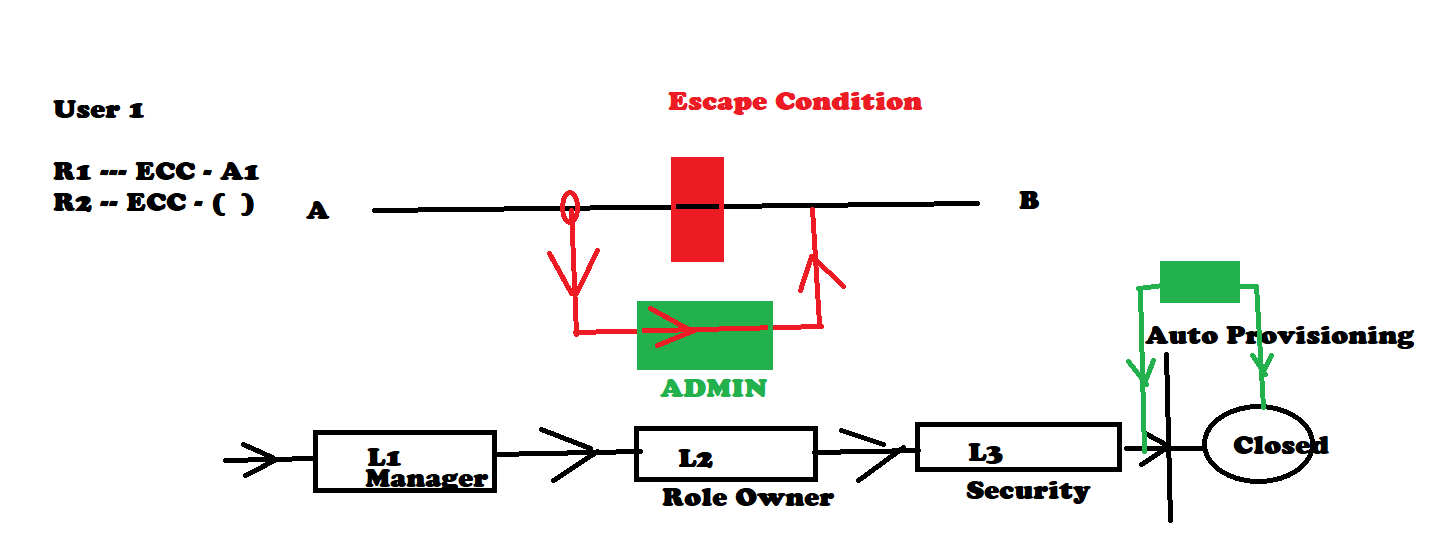 Escape Condition
User 1
R1 --- ECC - A1
R2 -- ECC - ( )
A
B
Auto Provisioning
ADMIN
L1
Manager
L2
Role Owner
L3
Security
Closed